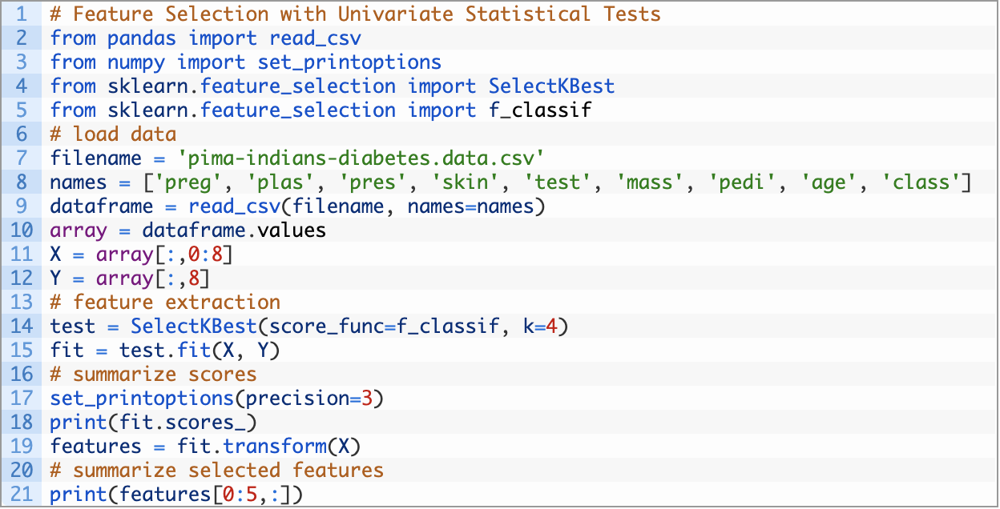 1 # Feature Selection with Univariate Statistical Tests
2 from pandas import read_csv
3 from numpy import set_printoptions
4 from sklearn.feature_selection import SelectKBest
5 from sklearn.feature_selection import f_classif
6 # load data
7 filename = 'pima-indians-diabetes.data.csv'
8 names = ['preg', 'plas', 'pres', 'skin', 'test', 'mass', 'pedi', 'age', 'class']
9 dataframe = read_csv(filename, names=names)
10 array = dataframe.values
11 X = array[:,0:8]
12 Y = array[:,8]
13 # feature extraction
14 test = SelectKBest(score_func=f_classif, k=4)
15 fit = test.fit(X, Y)
16 # summarize scores
17 set_printoptions(precision=3)
18 print(fit.scores_)
19 features = fit.transform(X)
20 # summarize selected features
21 print(features[0:5,:])